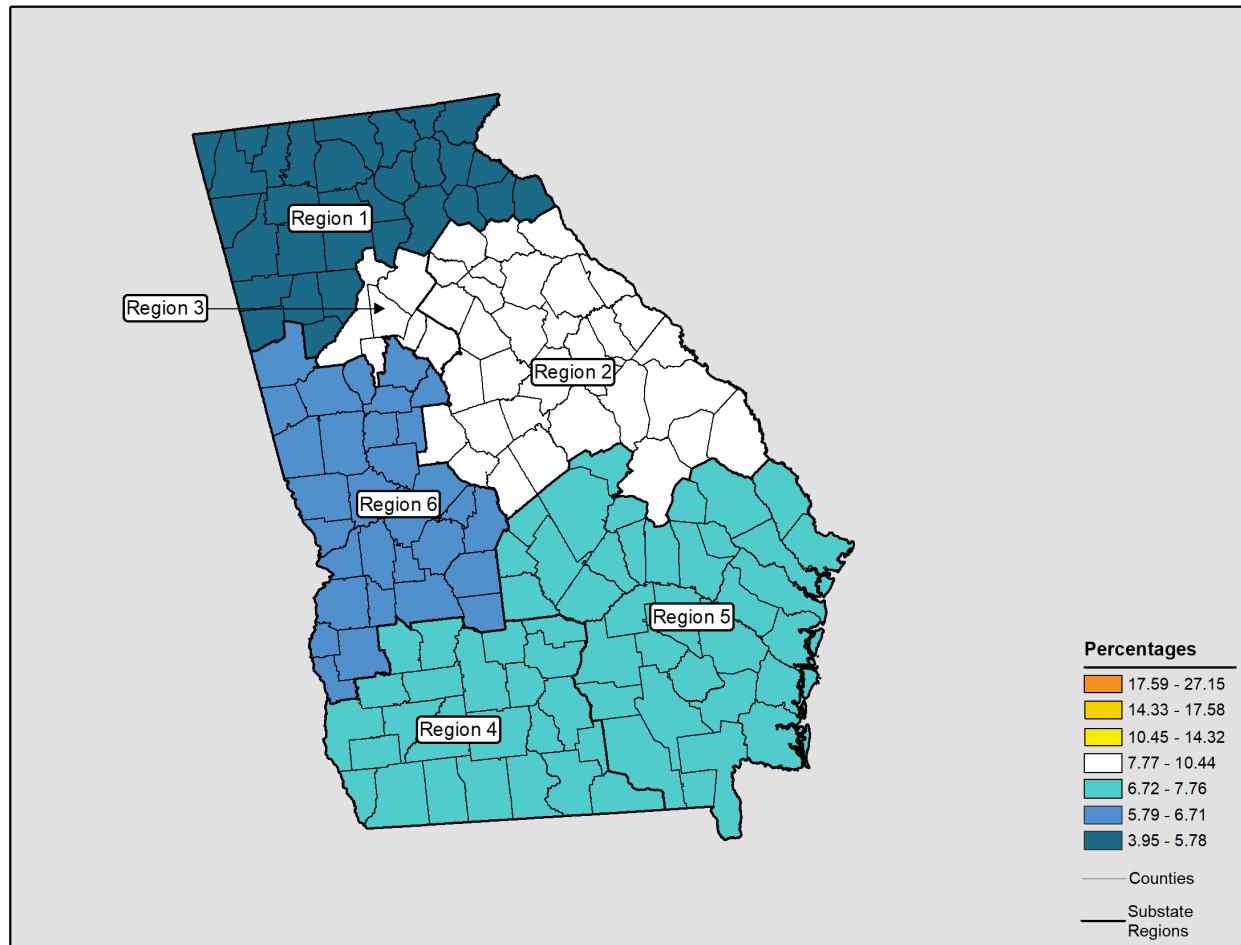 Region 1
Region 3
Region 2
Region 6
Region 5
Region 4
Percentages
17.59 - 27.15
14.33 - 17.58
10.45 - 14.32
7.77 - 10.44
6.72 - 7.76
5.79 - 6.71
3.95 - 5.78
Counties
Substate
Regions